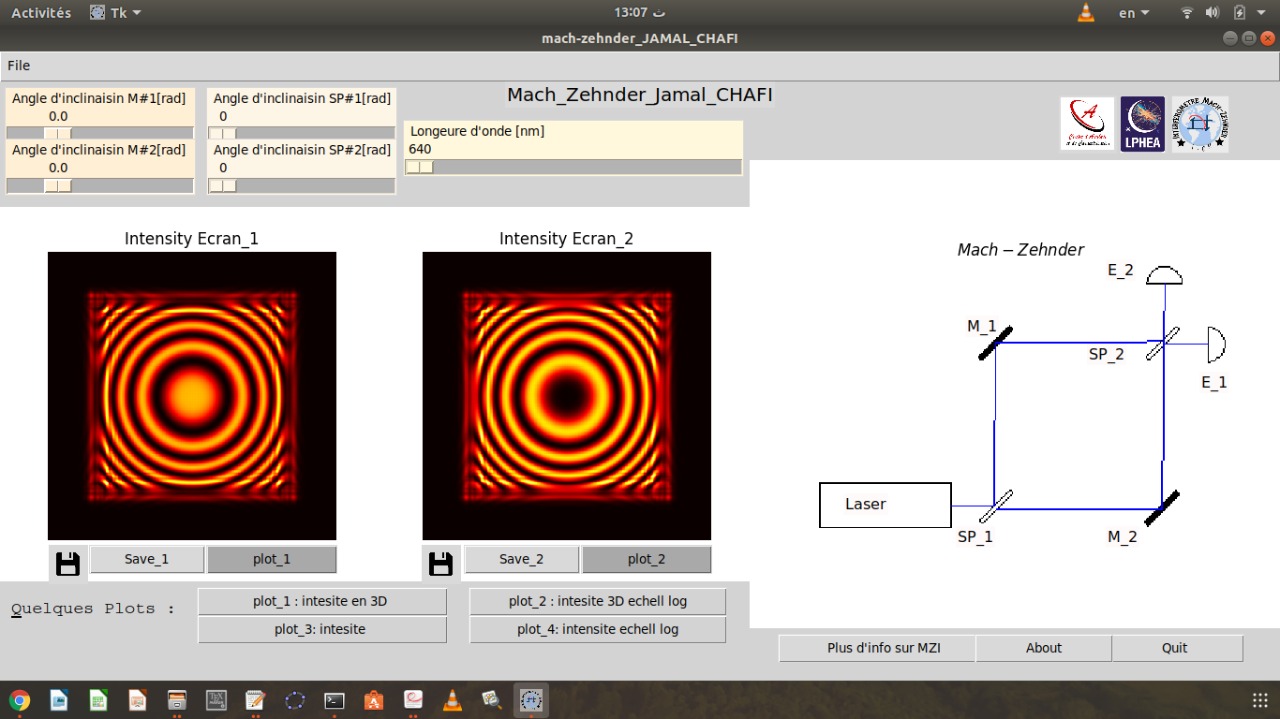 Activités Tk 13:07 ث en
mach-zehnder_JAMAL_CHAFI
File
Mach_Zehnder_Jamal_CHAFI
Angle d'inclinaisin M#1[rad] Angle d'inclinaisin SP#1[rad]
0.0 0
Longeure d'onde [nm]
640
Angle d'inclinaisin M#2[rad] Angle d'inclinaisin SP#2[rad]
0.0 0
LPHEA
Intensity Ecran_1 Intensity Ecran_2
Mach – Zehnder
E_2
M_1
SP_2
E_1
Laser
SP_1 M_2
Save_1 plot_1 Save_2 plot_2
Quelques Plots :
plot_1 : intesite en 3D plot_2 : intesite 3D echell log
plot_3: intesite plot_4: intensite echell log
Plus d'info sur MZI About Quit